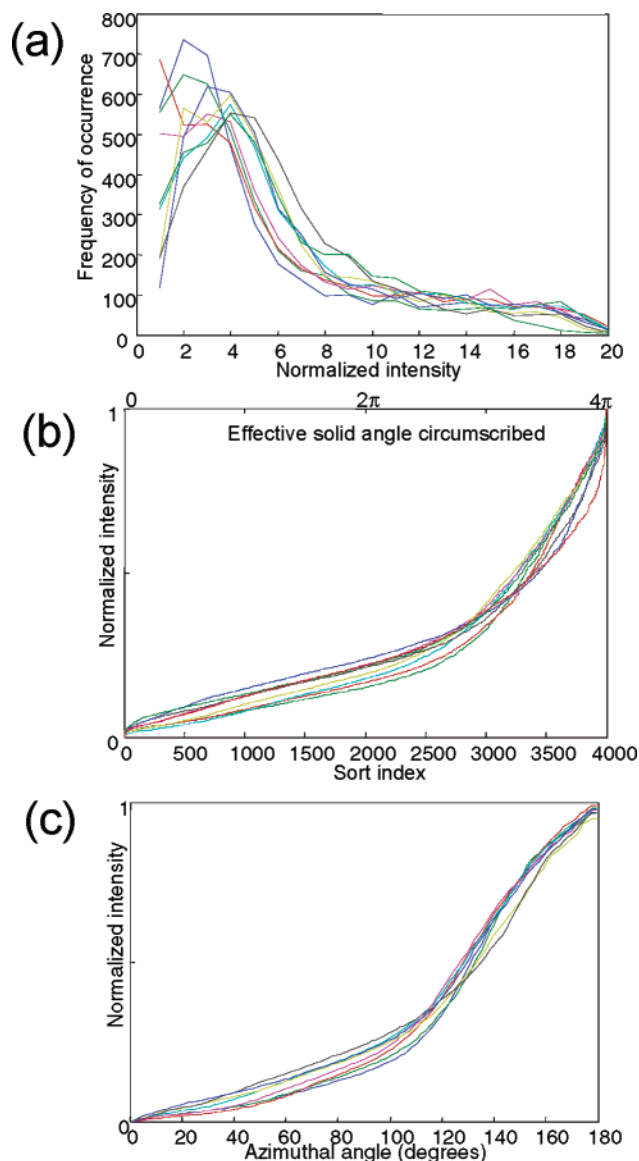 (a)
800
700
600
500
400
300
200
100
0
Frequency of occurrence
0 2 4 6 8 10 12 14 16 18 20
Normalized intensity
(b)
0 2π 4π
Effective solid angle circumscribed
1
0
Normalized intensity
0 500 1000 1500 2000 2500 3000 3500 4000
Sort index
(c)
1
0
Normalized intensity
0 20 40 60 80 100 120 140 160 180
Azimuthal angle (degrees)